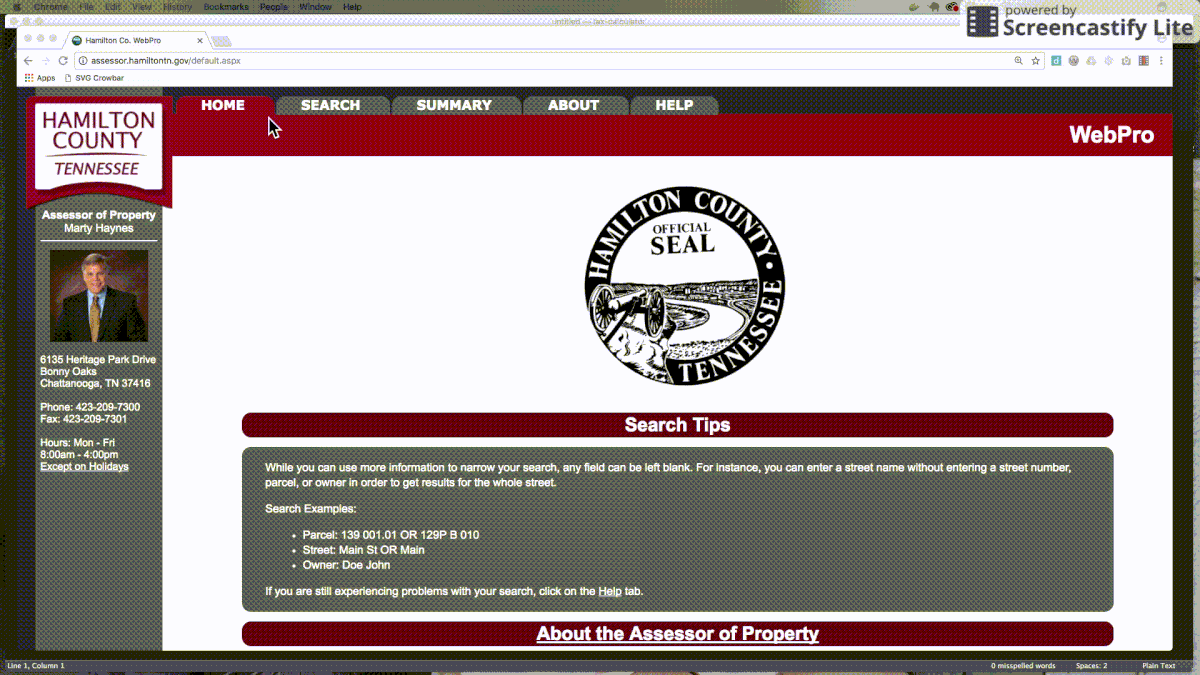 Chrome File Edit View History Bookmarks People Window Help
powered by
Screencastify Lite
Hamilton Co. WebPro
assessor.hamiltontn.gov/default.aspx
Apps SVG Crowbar
HOME SEARCH SUMMARY ABOUT HELP
WebPro
HAMILTON
COUNTY
TENNESSEE
Assessor of Property
Marty Haynes
6135 Heritage Park Drive
Bonny Oaks
Chattanooga, TN 37416
Phone: 423-209-7300
Fax: 423-209-7301
Hours: Mon - Fri
8:00am - 4:00pm
Except on Holidays
HAMILTON COUNTY • TENNESSEE
OFFICIAL
SEAL
Search Tips
While you can use more information to narrow your search, any field can be left blank. For instance, you can enter a street name without entering a street number,
parcel, or owner in order to get results for the whole street.
Search Examples:
• Parcel: 139 001.01 OR 129P B 010
• Street: Main St OR Main
• Owner: Doe John
If you are still experiencing problems with your search, click on the Help tab.
About the Assessor of Property
Line 1, Column 1
0 misspelled words Spaces: 2 Plain Text